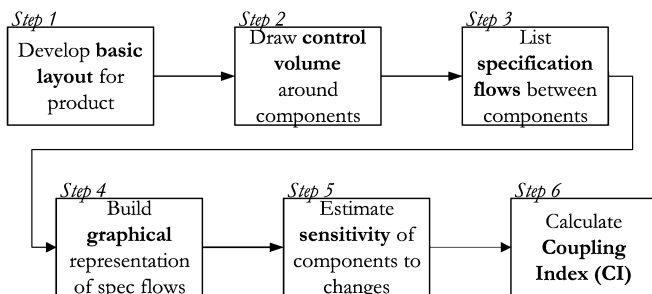 Step 1
Develop basic
layout for
product
Step 2
Draw control
volume
around
components
Step 3
List
specification
flows between
components
Step 4
Build
graphical
representation
of spec flows
Step 5
Estimate
sensitivity of
components to
changes
Step 6
Calculate
Coupling
Index (CI)